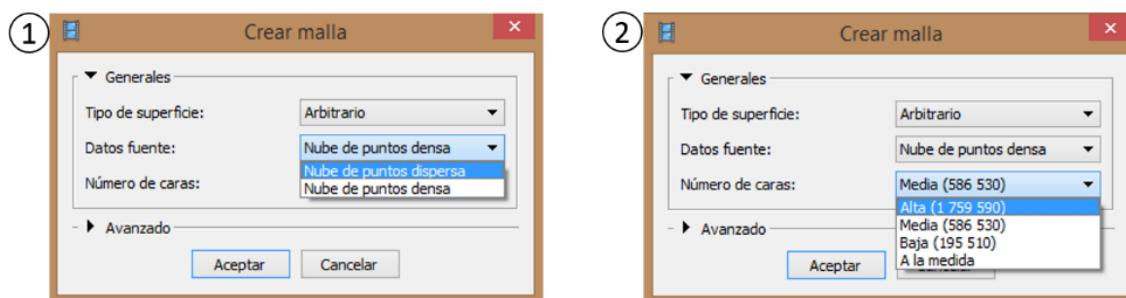 1
Crear malla
Generales
Tipo de superficie: Arbitrario
Datos fuente: Nube de puntos densa
Nube de puntos dispersa
Número de caras: Nube de puntos densa
Avanzado
Aceptar Cancelar
2
Crear malla
Generales
Tipo de superficie: Arbitrario
Datos fuente: Nube de puntos densa
Número de caras: Media (586 530)
Alta (1 759 590)
Media (586 530)
Avanzado
Baja (195 510)
A la medida
Aceptar